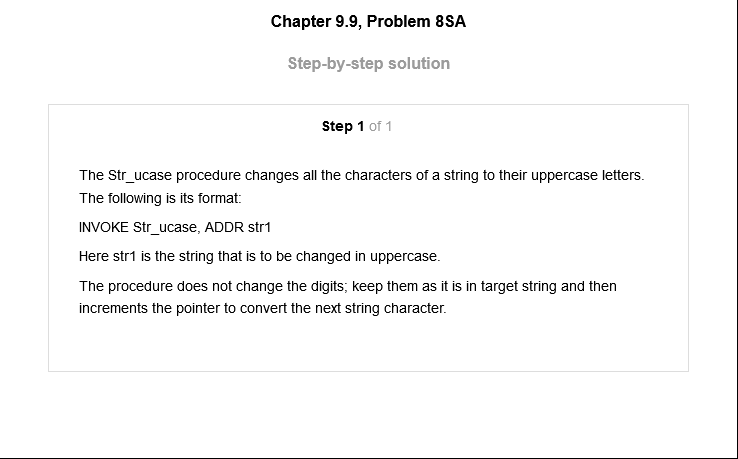 Chapter 9.9, Problem 8SA
Step-by-step solution
Step 1 of 1
The Str_ucase procedure changes all the characters of a string to their uppercase letters.
The following is its format:
INVOKE Str_ucase, ADDR str1
Here str1 is the string that is to be changed in uppercase.
The procedure does not change the digits; keep them as it is in target string and then
increments the pointer to convert the next string character.